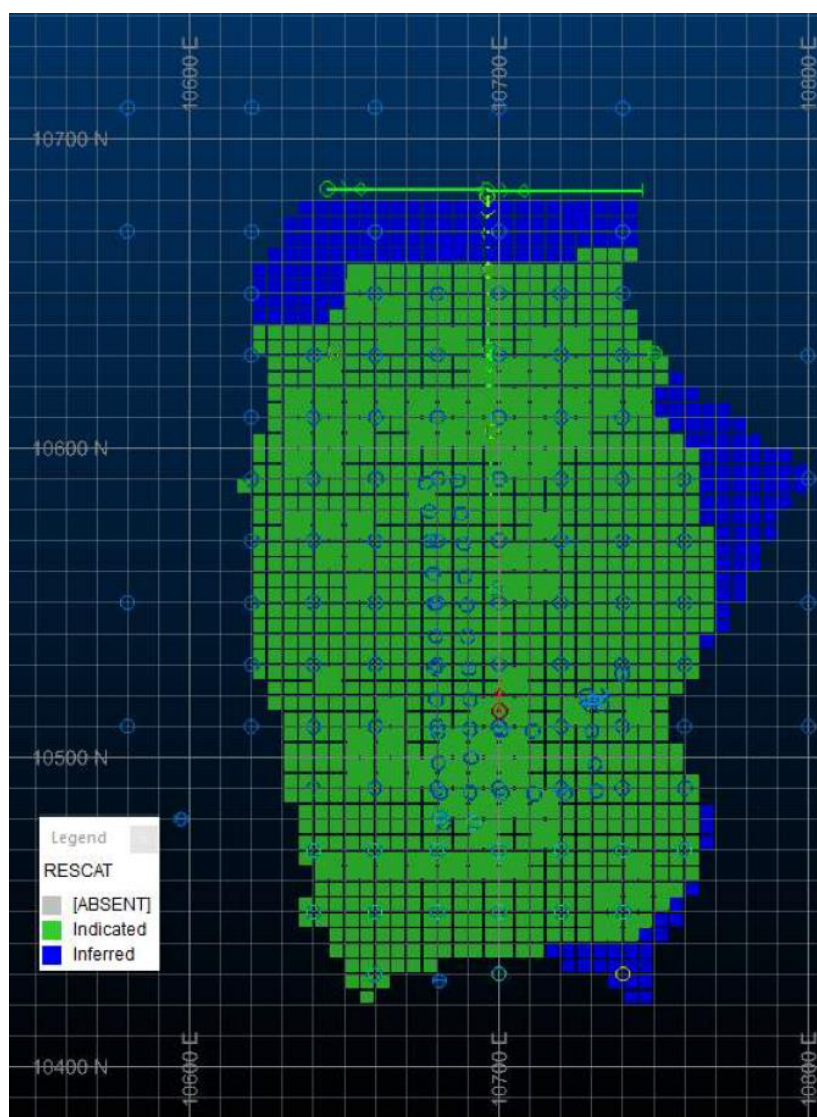 10600 E
10700 E
10800 E
10700 N
10600 N
10500 N
Legend
RESCAT
[ABSENT]
Indicated
Inferred
10400 N
10600 E
10700 E
10800 E